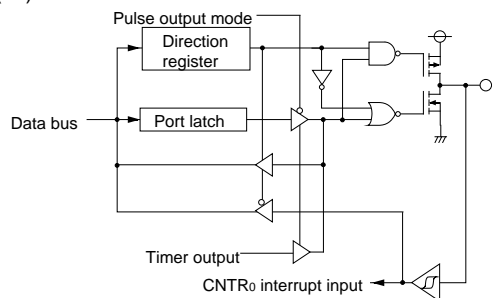 Pulse output mode
Direction
register
Port latch
Data bus
Timer output
CNTR0 interrupt input